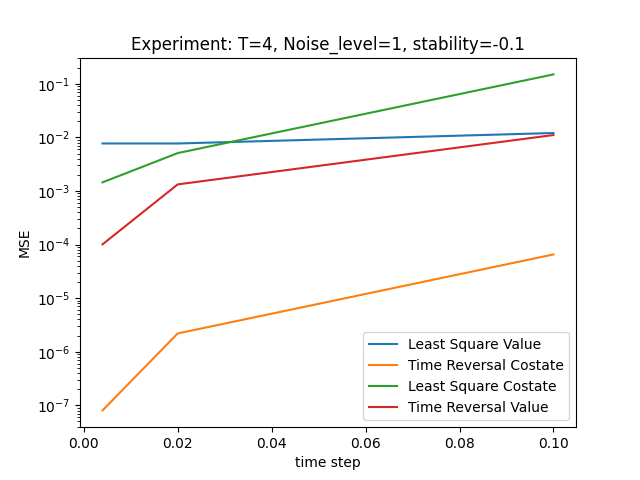 Experiment: T=4, Noise_level=1, stability=-0.1
MSE
10⁻¹
10⁻²
10⁻³
10⁻⁴
10⁻⁵
10⁻⁶
10⁻⁷
Least Square Value
Time Reversal Costate
Least Square Costate
Time Reversal Value
0.00 0.02 0.04 0.06 0.08 0.10
time step